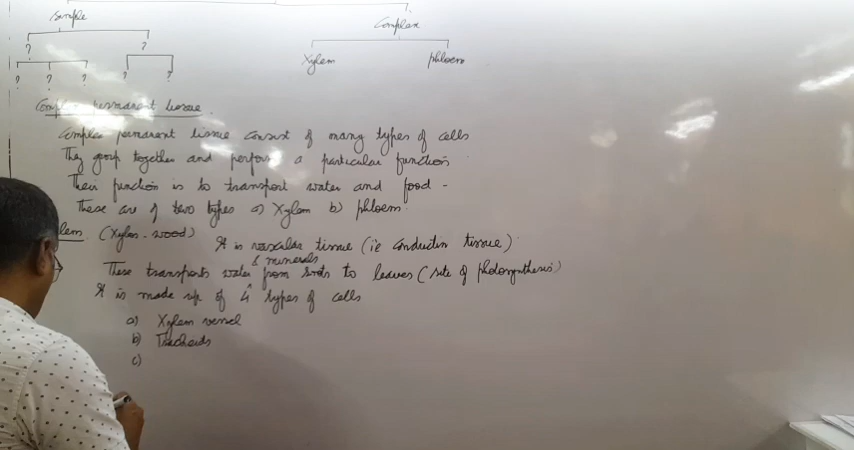 Simple Complex
? ? Xylem phloem
? ? ? ? ?
Complex permanent tissue
Complex permanent tissue consist of many types of cells
They group together and perform a particular function
Their function is to transport water and food -
These are of two types a) Xylem b) phloem.
lem. (Xylos - wood) It is vascular tissue (ie conductin tissue)
& minerals
These transports water from roots to leaves (site of photosynthesis)
It is made up of 4 types of cells
a) Xylem vessel
b) Tracheids
c)